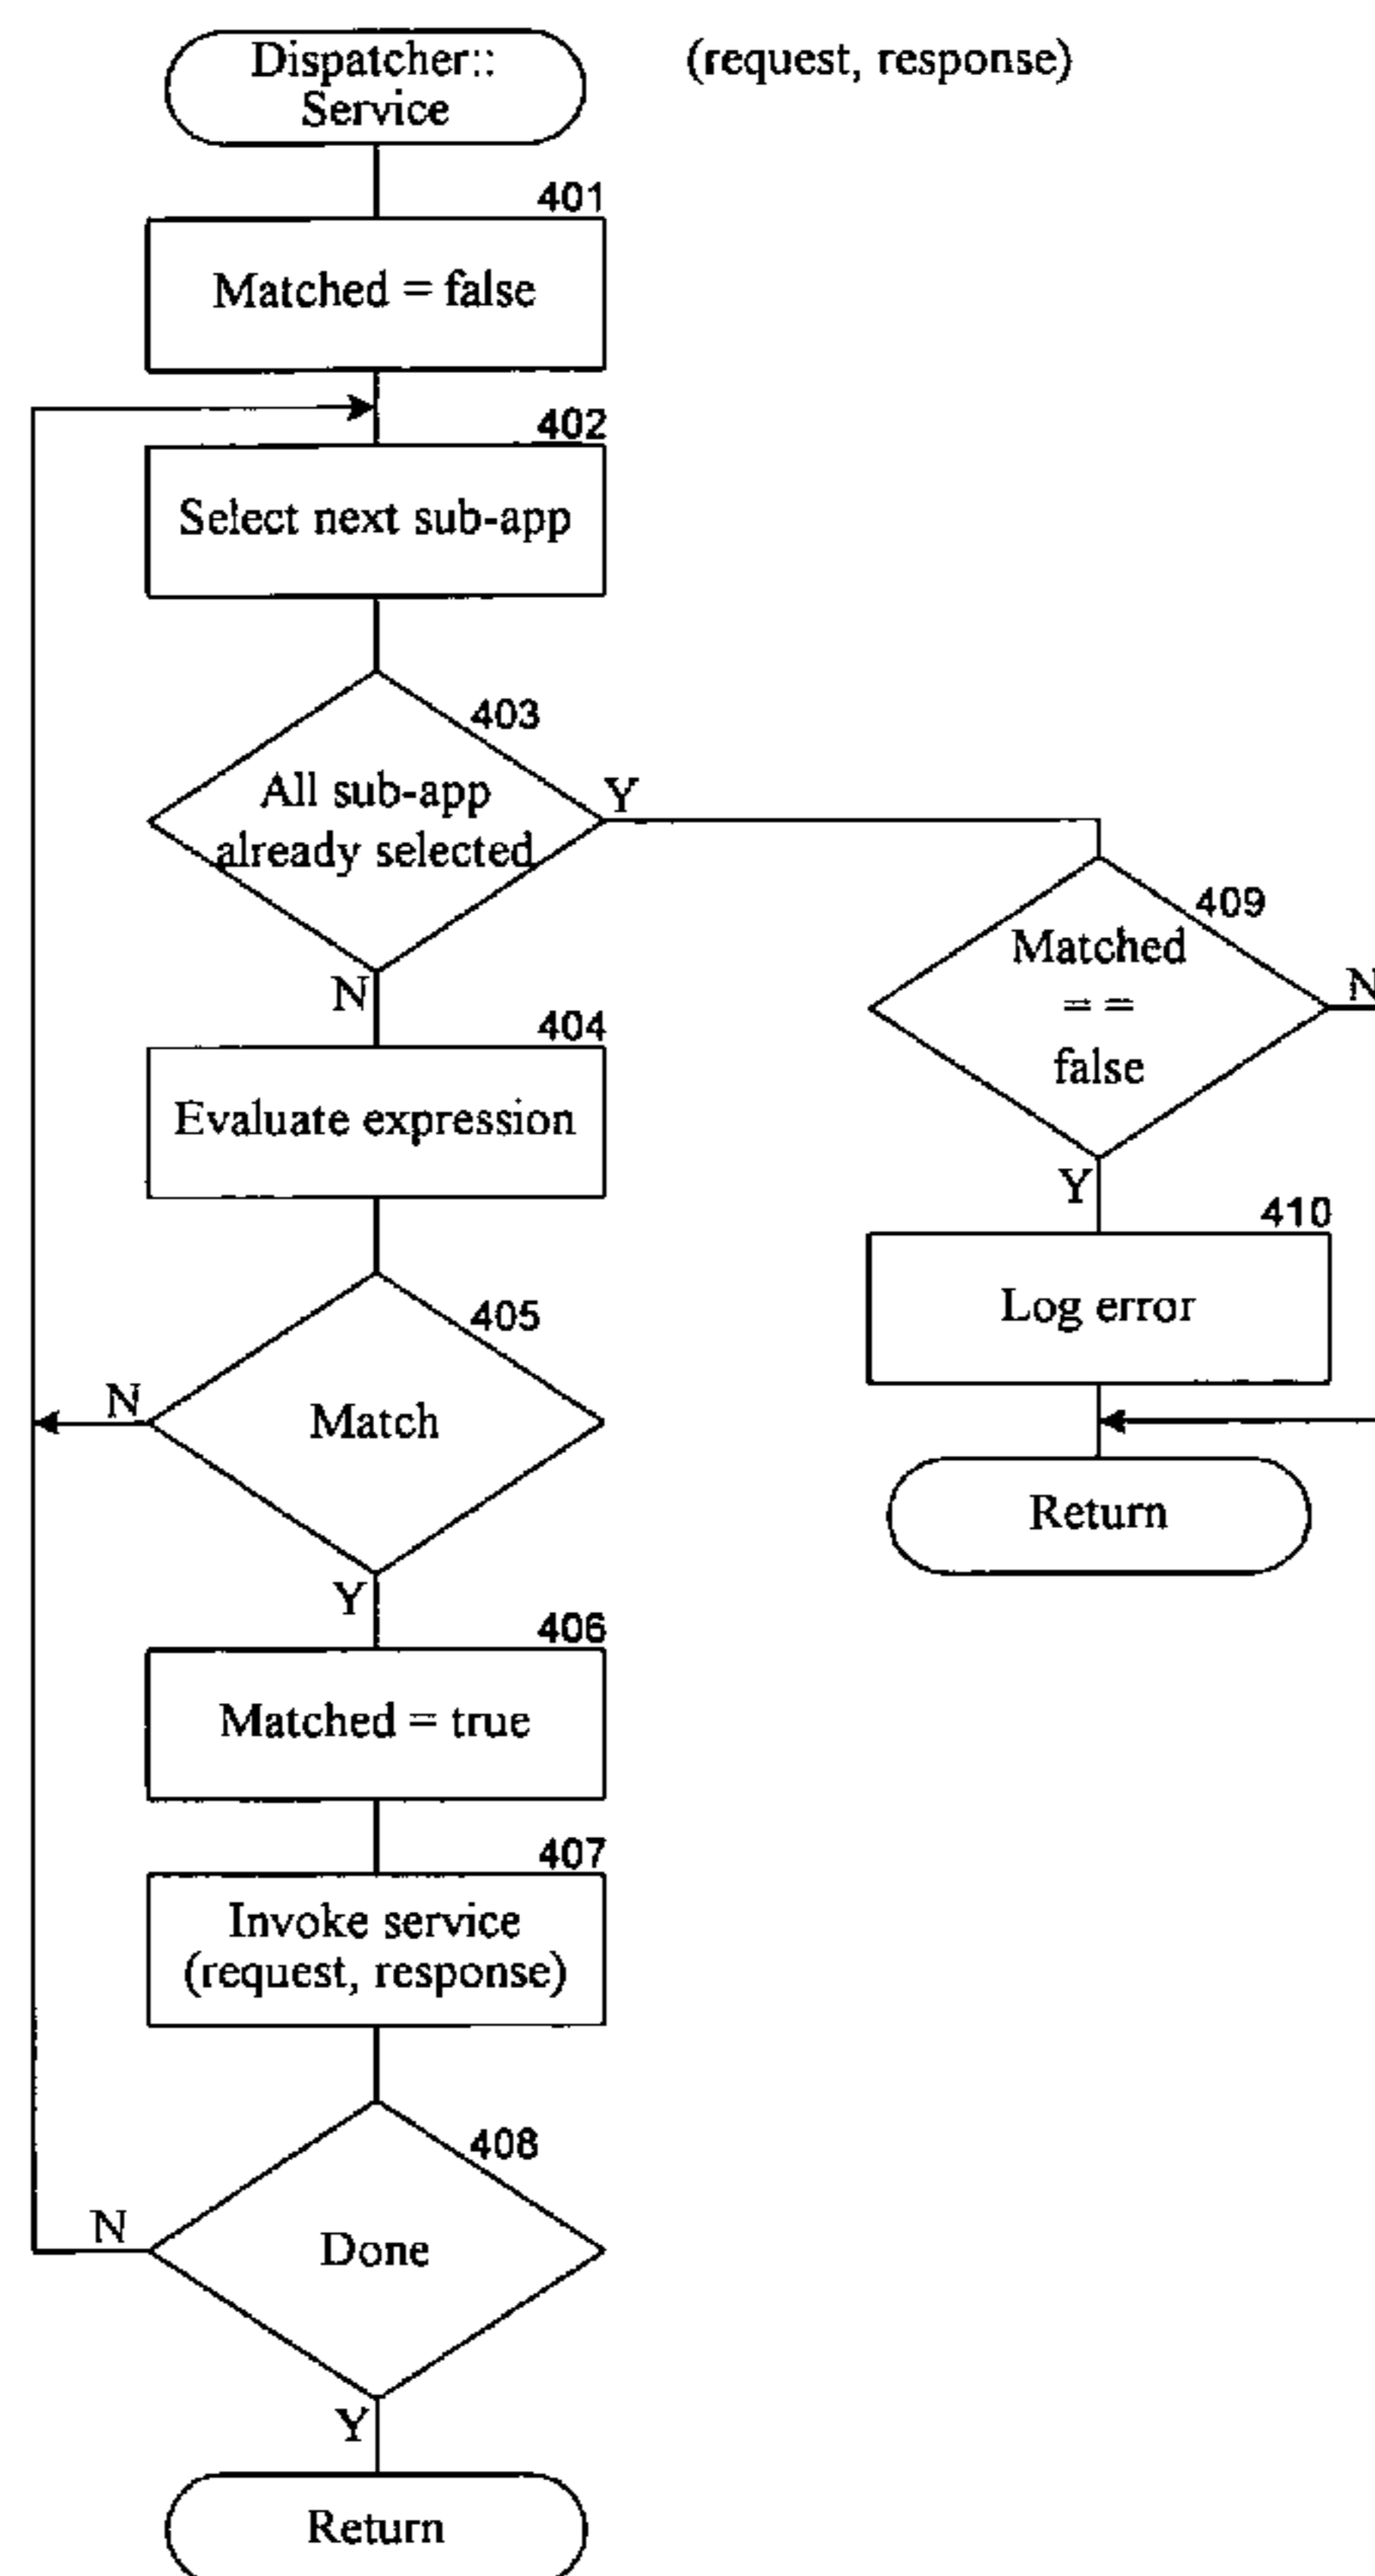 Dispatcher::
Service
(request, response)
401
Matched = false
402
Select next sub-app
403
All sub-app
already selected
Y
N
404
Evaluate expression
405
Match
N
Y
406
Matched = true
407
Invoke service
(request, response)
408
Done
N
Y
Return
409
Matched
= =
false
N
Y
410
Log error
Return